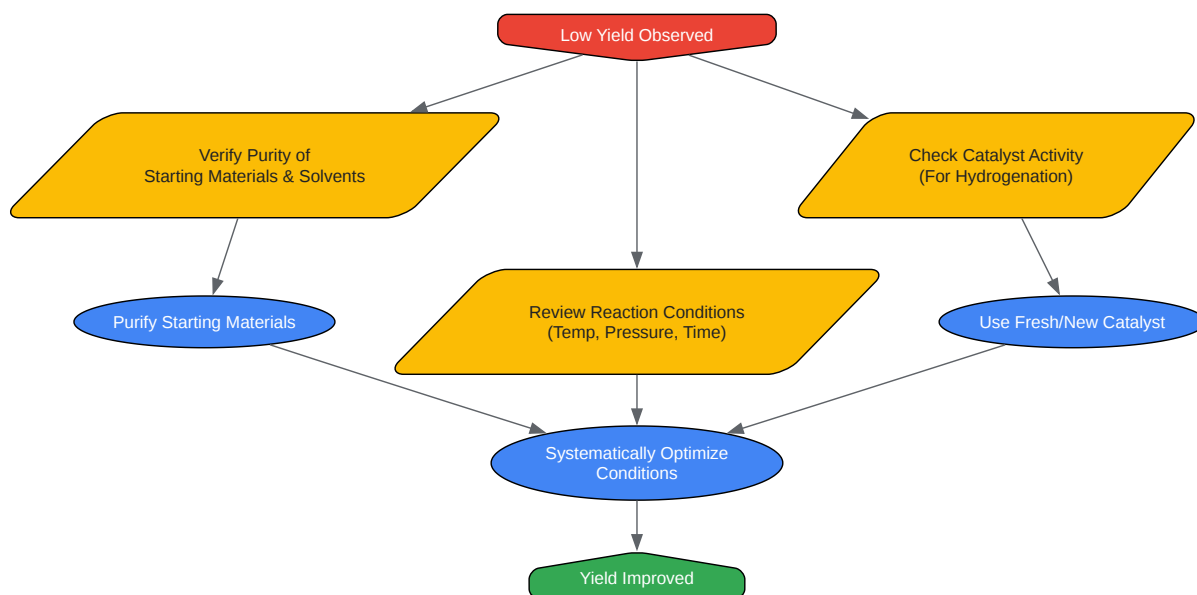 Low Yield Observed
Verify Purity of
Starting Materials & Solvents
Check Catalyst Activity
(For Hydrogenation)
Purify Starting Materials
Review Reaction Conditions
(Temp, Pressure, Time)
Use Fresh/New Catalyst
Systematically Optimize
Conditions
Yield Improved